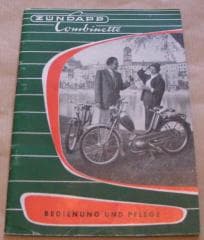 ZÜNDAPP
Combinette
BEDIENUNG UND PFLEGE